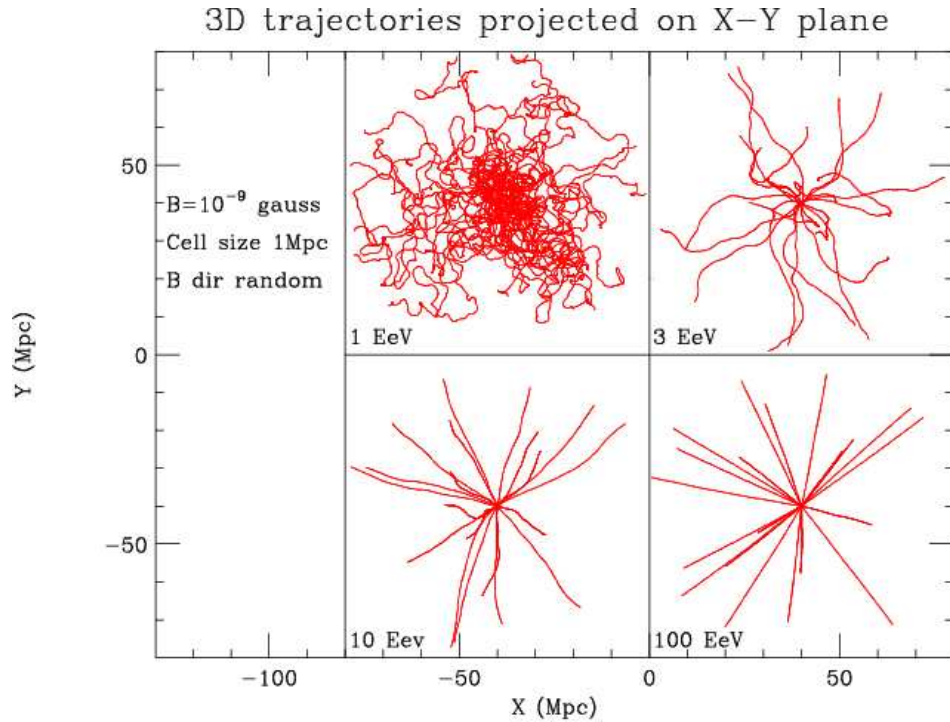 3D trajectories projected on X-Y plane
50
0
-50
Y (Mpc)
B=10⁻⁹ gauss
Cell size 1Mpc
B dir random
1 EeV
3 EeV
10 Eev
100 EeV
-100
-50
0
50
X (Mpc)